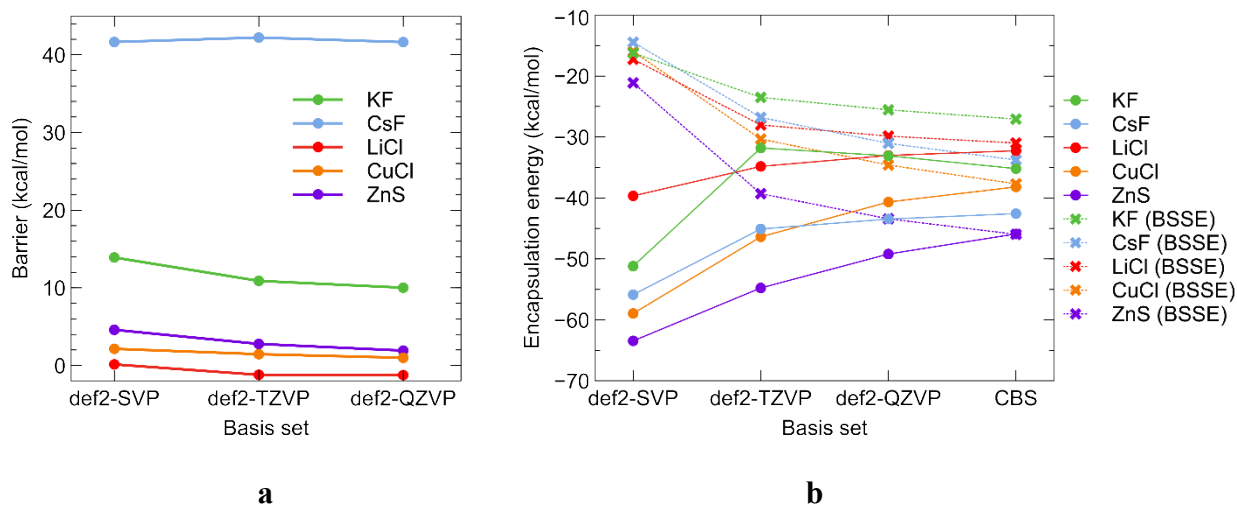 Barrier (kcal/mol)
40
30
20
10
0
KF
CsF
LiCl
CuCl
ZnS
def2-SVP def2-TZVP def2-QZVP
Basis set
a
Encapsulation energy (kcal/mol)
−10
−20
−30
−40
−50
−60
−70
def2-SVP def2-TZVP def2-QZVP CBS
Basis set
KF
CsF
LiCl
CuCl
ZnS
KF (BSSE)
CsF (BSSE)
LiCl (BSSE)
CuCl (BSSE)
ZnS (BSSE)
b